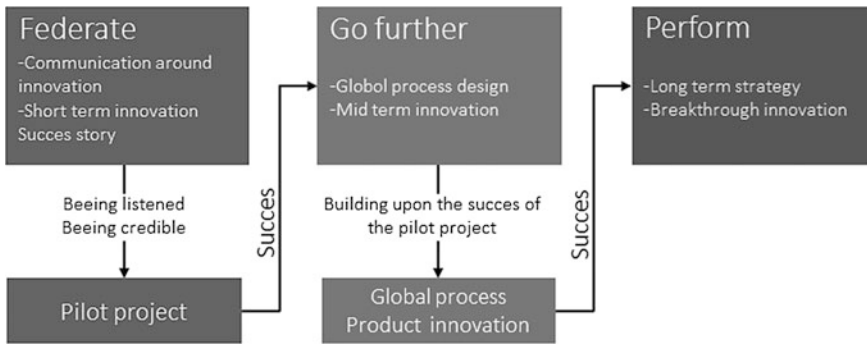 Federate
-Communication around
innovation
-Short term innovation
Succes story
Beeing listened
Beeing credible
Pilot project
Succes
Go further
-Globol process design
-Mid term innovation
Building upon the succes of
the pilot project
Global process
Product innovation
Succes
Perform
-Long term strategy
-Breakthrough innovation